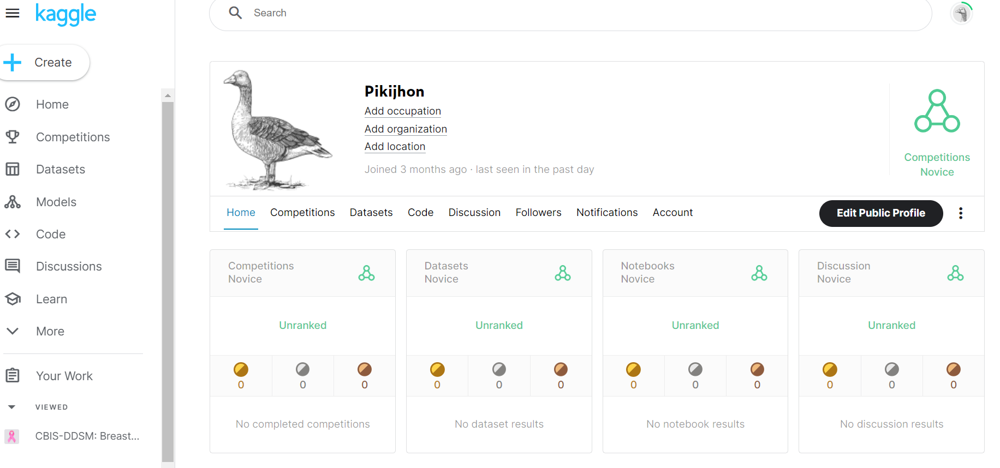 kaggle
Search
Create
Home
Competitions
Datasets
Models
Code
Discussions
Learn
More
Your Work
VIEWED
CBIS-DDSM: Breast...
Pikijhon
Add occupation
Add organization
Add location
Joined 3 months ago · last seen in the past day
Competitions
Novice
Home Competitions Datasets Code Discussion Followers Notifications Account
Edit Public Profile
Competitions
Novice
Unranked
0 0 0
No completed competitions
Datasets
Novice
Unranked
0 0 0
No dataset results
Notebooks
Novice
Unranked
0 0 0
No notebook results
Discussion
Novice
Unranked
0 0 0
No discussion results